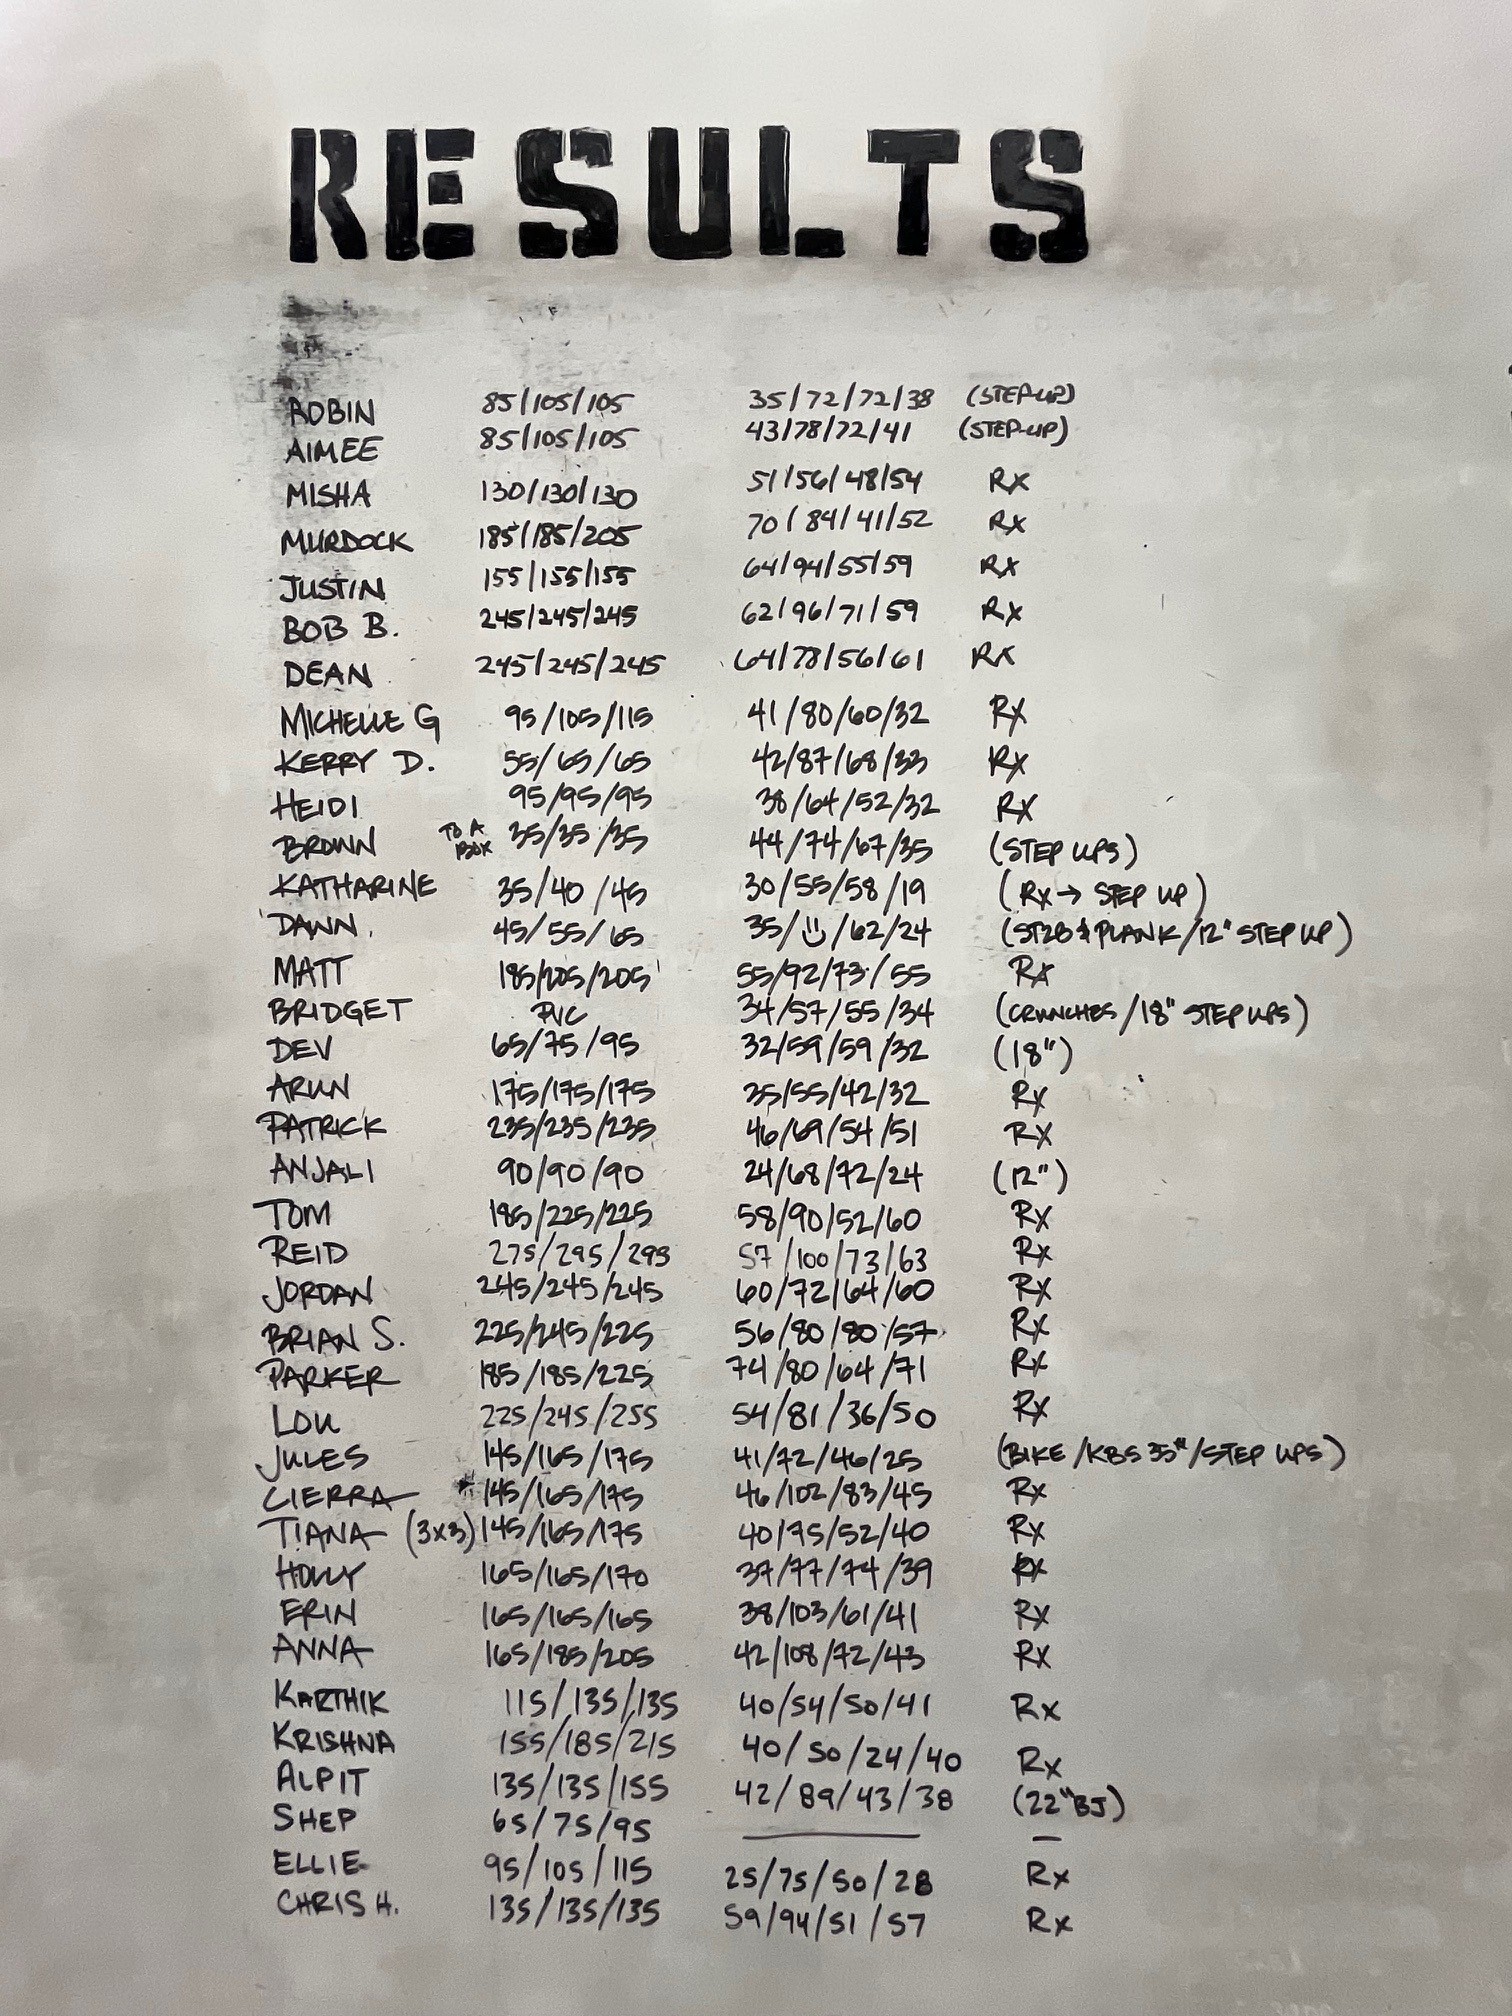 RESULTS
ROBIN 85/105/105 35/72/72/38 (STEP-UP)
AIMEE 85/105/105 43/78/72/41 (STEP-UP)
MISHA 130/130/130 51/56/48/54 Rx
MURDOCK 185/185/205 70/84/41/52 Rx
JUSTIN 155/155/155 64/94/55/59 Rx
BOB B. 245/245/245 62/96/71/59 Rx
DEAN 245/245/245 64/78/56/61 Rx
MICHELLE G 95/105/115 41/80/60/32 Rx
KERRY D. 55/65/65 42/87/68/33 Rx
HEIDI 95/95/95 38/64/52/32 Rx
BROWN TO A BOX 35/35/35 44/74/67/35 (STEP UPS)
KATHARINE 35/40/45 30/55/58/19 (Rx→ STEP UP)
DAWN 45/55/65 35/☺/62/24 (ST2B & PLANK/12" STEP UP)
MATT 185/205/205 55/92/73/55 Rx
BRIDGET PVC 34/57/55/34 (CRUNCHES/18" STEP UPS)
DEV 65/75/95 32/59/59/32 (18")
ARUN 175/175/175 35/55/42/32 Rx
PATRICK 235/235/235 46/69/54/51 Rx
ANJALI 90/90/90 24/68/72/24 (12")
TOM 185/225/225 58/90/52/60 Rx
REID 275/295/295 57/100/73/63 Rx
JORDAN 245/245/245 60/72/64/60 Rx
BRIAN S. 225/245/225 56/80/80/57 Rx
PARKER 185/185/225 74/80/64/71 Rx
LOU 225/245/255 54/81/36/50 Rx
JULES 145/165/175 41/72/46/25 (BIKE/KBS 35#/STEP UPS)
CIERRA *145/165/175 46/102/83/45 Rx
TIANA (3x3) 145/165/175 40/95/52/40 Rx
HOLLY 165/165/170 37/77/74/39 Rx
ERIN 165/165/165 38/103/61/41 Rx
ANNA 165/185/205 42/108/72/43 Rx
KARTHIK 115/135/135 40/54/50/41 Rx
KRISHNA 155/185/215 40/50/24/40 Rx
ALPIT 135/135/155 42/89/43/38 (22"BJ)
SHEP 65/75/95 — —
ELLIE 95/105/115 25/75/50/28 Rx
CHRIS H. 135/135/135 59/94/51/57 Rx